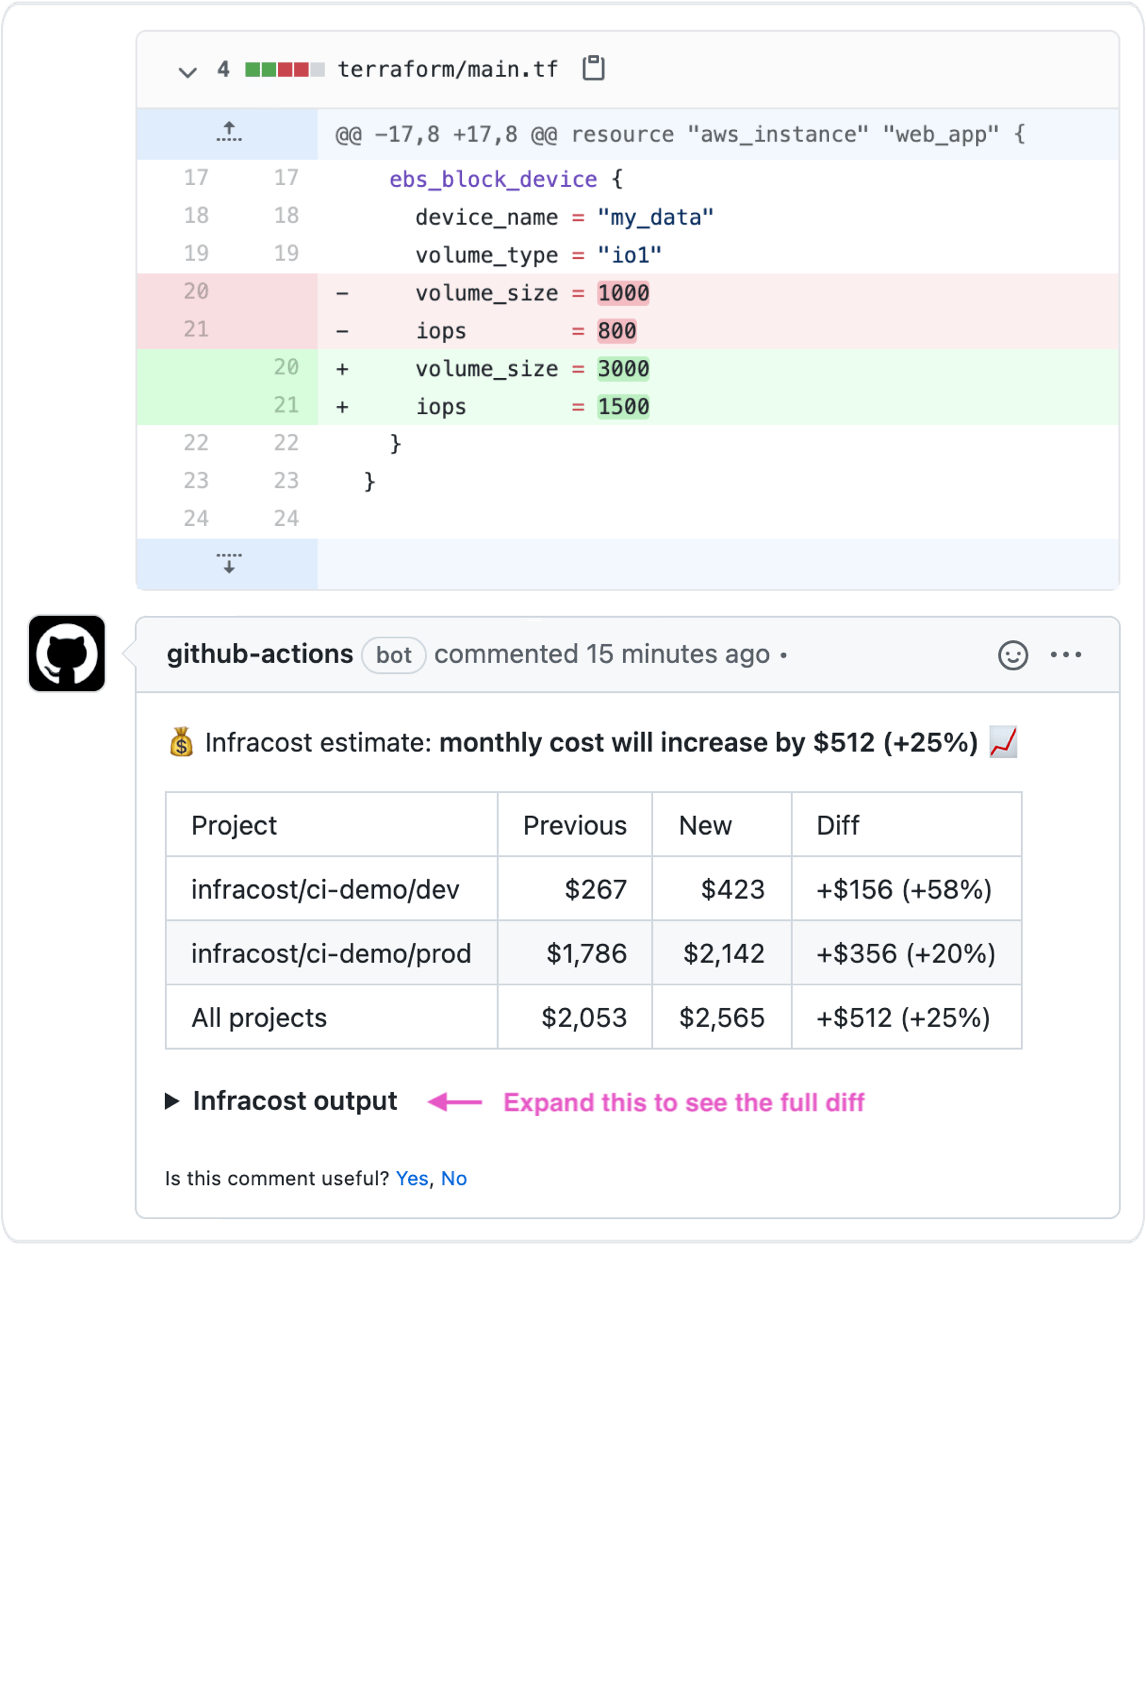 4 terraform/main.tf
@@ -17,8 +17,8 @@ resource "aws_instance" "web_app" {
17 17 ebs_block_device {
18 18 device_name = "my_data"
19 19 volume_type = "io1"
20 - volume_size = 1000
21 - iops = 800
20 + volume_size = 3000
21 + iops = 1500
22 22 }
23 23 }
24 24
github-actions bot commented 15 minutes ago •
💰 Infracost estimate: monthly cost will increase by $512 (+25%) 📈
Project Previous New Diff
infracost/ci-demo/dev $267 $423 +$156 (+58%)
infracost/ci-demo/prod $1,786 $2,142 +$356 (+20%)
All projects $2,053 $2,565 +$512 (+25%)
Infracost output Expand this to see the full diff
Is this comment useful? Yes, No